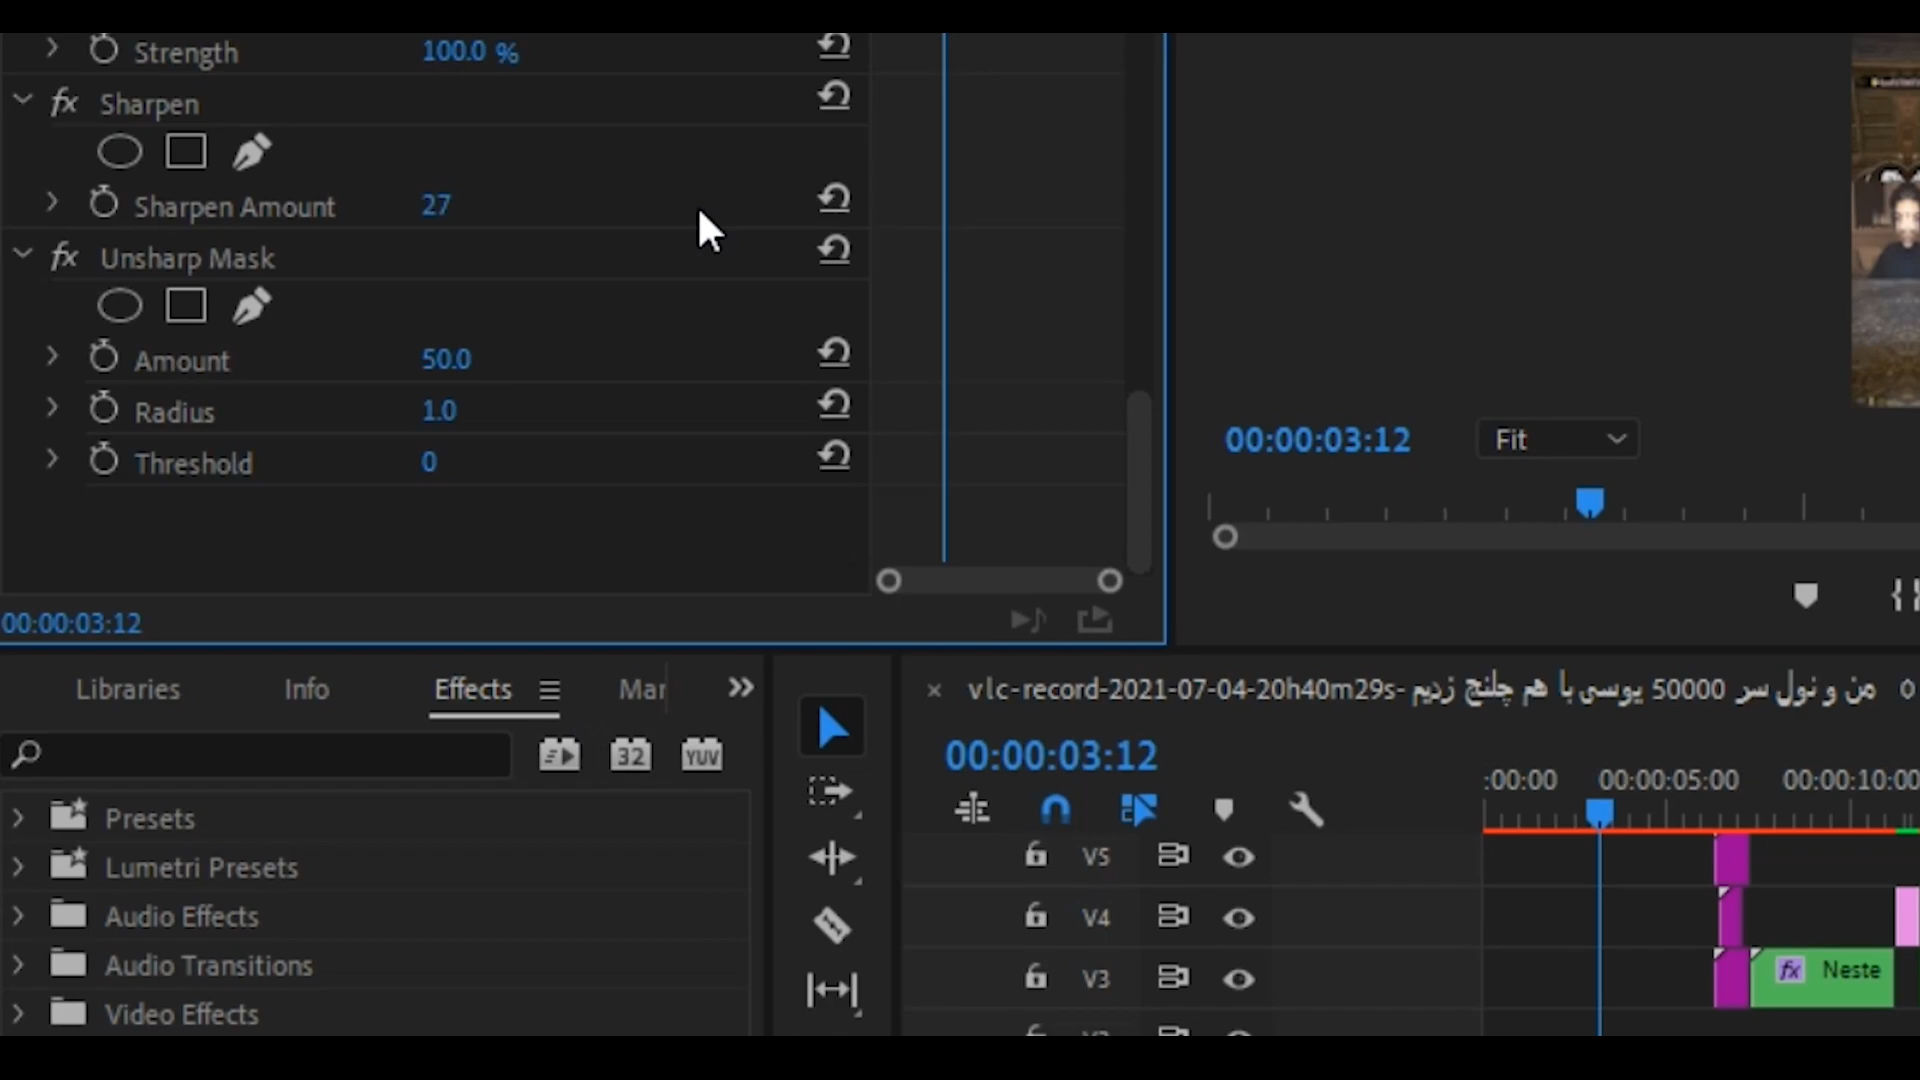 Strength 100.0 %
fx Sharpen
Sharpen Amount 27
fx Unsharp Mask
Amount 50.0
Radius 1.0
Threshold 0
00:00:03:12
00:00:03:12 Fit
Libraries Info Effects Mar
32 YUV
Presets
Lumetri Presets
Audio Effects
Audio Transitions
Video Effects
vlc-record-2021-07-04-20h40m29s- من و نول سر 50000 یوسی با هم چلنج زدیم
00:00:03:12
:00:00 00:00:05:00 00:00:10:00
V5
V4
V3 fx Neste